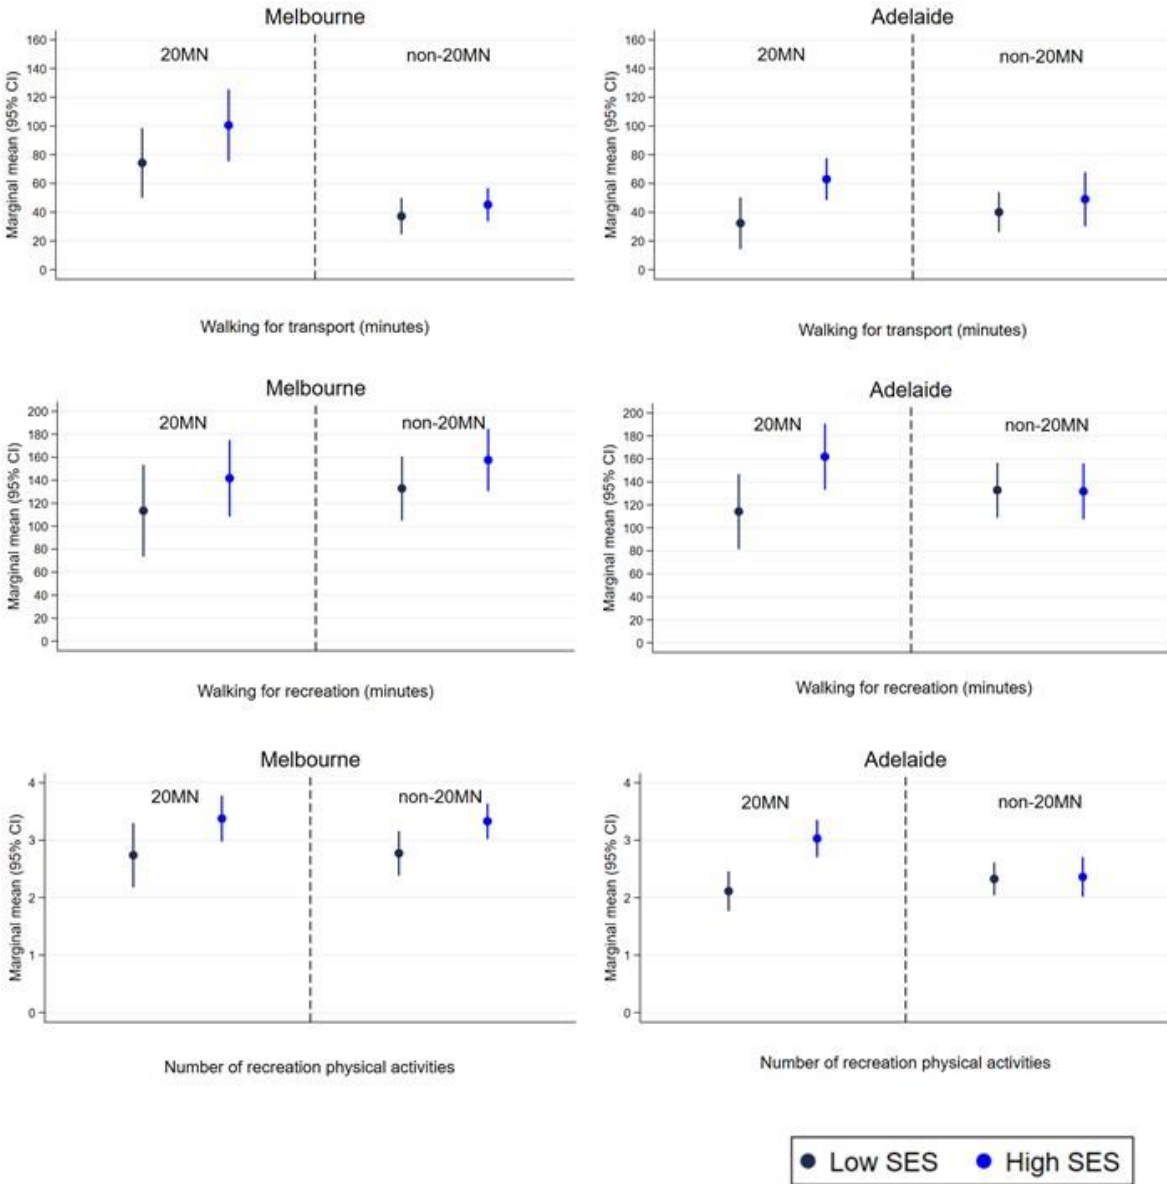 Melbourne
20MN
non-20MN
160
140
120
100
80
60
40
20
0
Marginal mean (95% CI)
Walking for transport (minutes)
Adelaide
20MN
non-20MN
160
140
120
100
80
60
40
20
0
Marginal mean (95% CI)
Walking for transport (minutes)
Melbourne
20MN
non-20MN
200
180
160
140
120
100
80
60
40
20
0
Marginal mean (95% CI)
Walking for recreation (minutes)
Adelaide
20MN
non-20MN
200
180
160
140
120
100
80
60
40
20
0
Marginal mean (95% CI)
Walking for recreation (minutes)
Melbourne
20MN
non-20MN
4
3
2
1
0
Marginal mean (95% CI)
Number of recreation physical activities
Adelaide
20MN
non-20MN
4
3
2
1
0
Marginal mean (95% CI)
Number of recreation physical activities
Low SES High SES